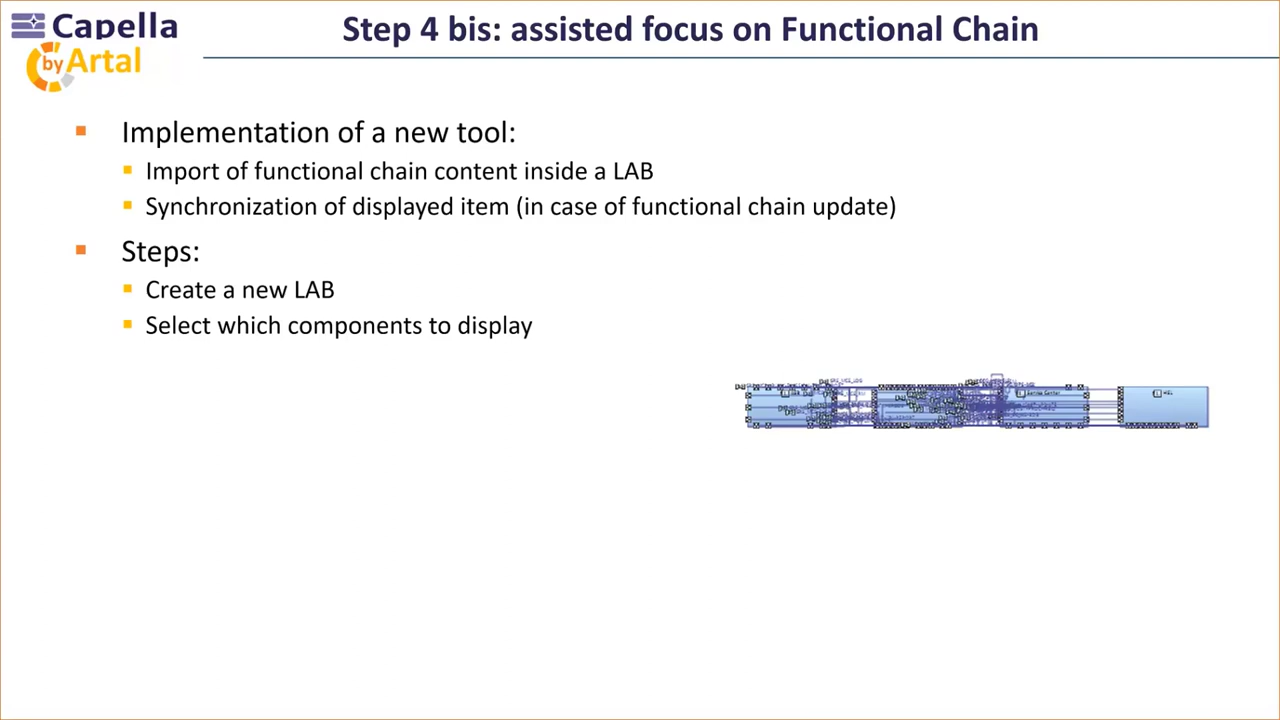 Capella
by Artal
Step 4 bis: assisted focus on Functional Chain
Implementation of a new tool:
Import of functional chain content inside a LAB
Synchronization of displayed item (in case of functional chain update)
Steps:
Create a new LAB
Select which components to display
Service Center